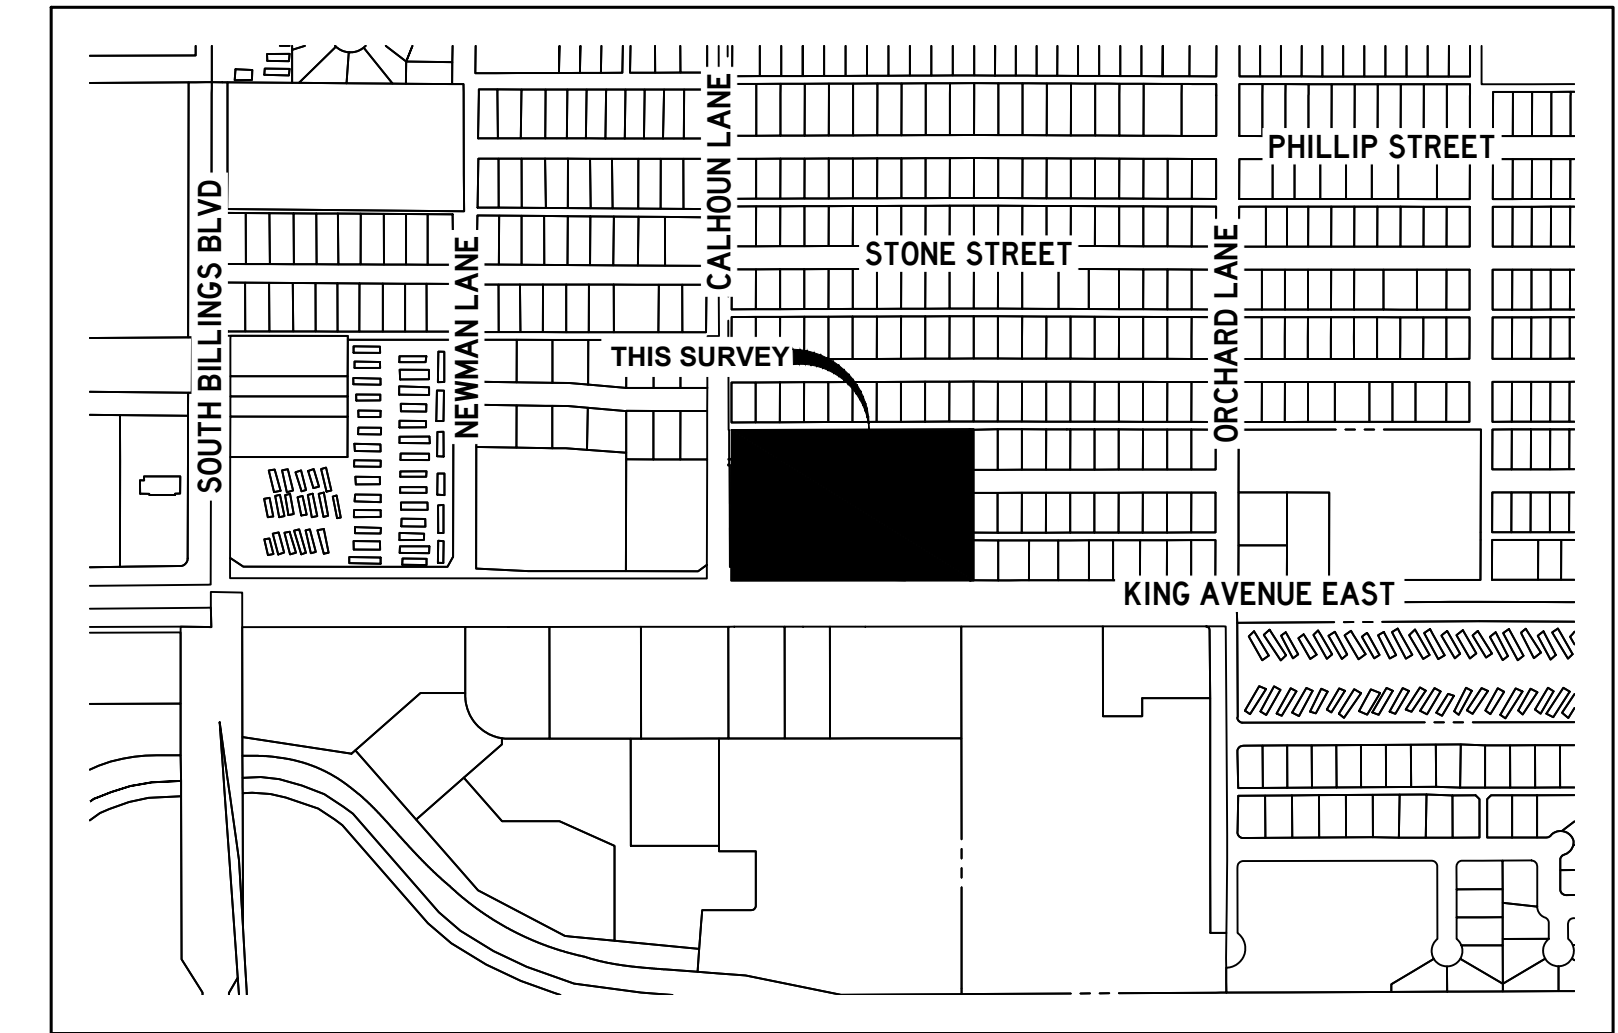 CALHOUN LANE
PHILLIP STREET
SOUTH BILLINGS BLVD
NEWMAN LANE
STONE STREET
ORCHARD LANE
THIS SURVEY
KING AVENUE EAST